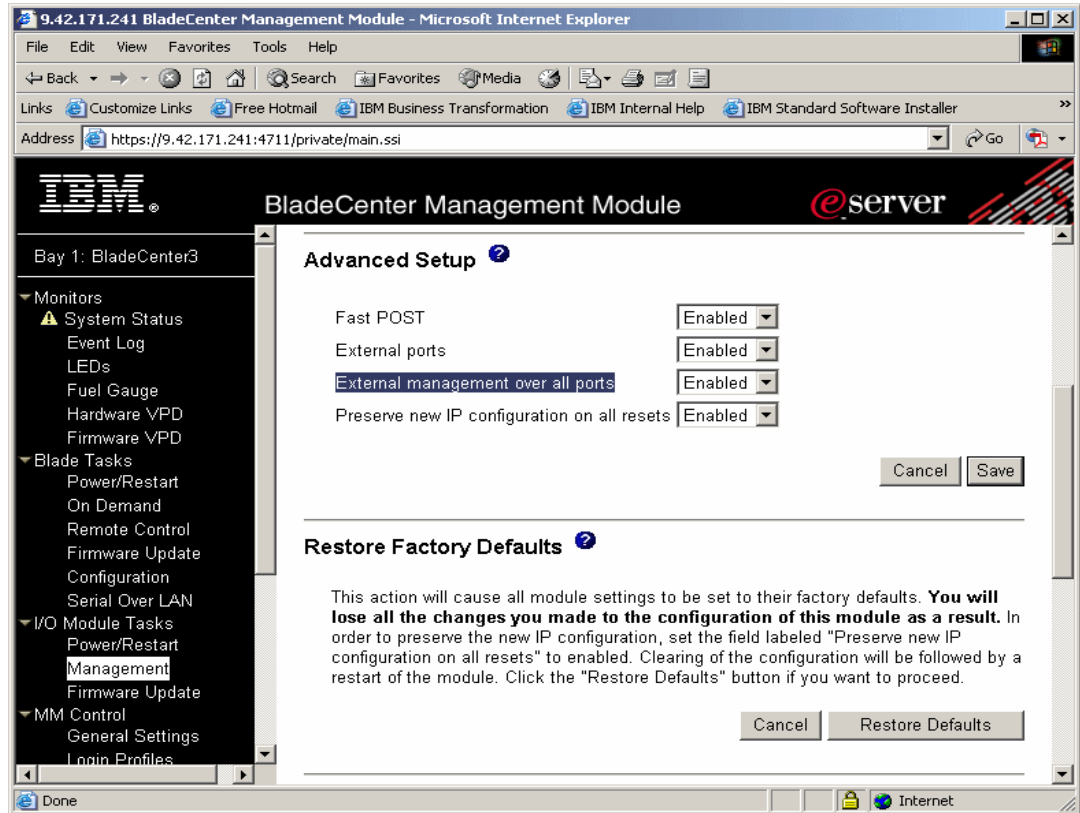 9.42.171.241 BladeCenter Management Module - Microsoft Internet Explorer
File Edit View Favorites Tools Help
Back Search Favorites Media
Links Customize Links Free Hotmail IBM Business Transformation IBM Internal Help IBM Standard Software Installer »
Address https://9.42.171.241:4711/private/main.ssi Go
IBM® BladeCenter Management Module @server
Bay 1: BladeCenter3
Monitors
System Status
Event Log
LEDs
Fuel Gauge
Hardware VPD
Firmware VPD
Blade Tasks
Power/Restart
On Demand
Remote Control
Firmware Update
Configuration
Serial Over LAN
I/O Module Tasks
Power/Restart
Management
Firmware Update
MM Control
General Settings
Login Profiles
Advanced Setup ?
Fast POST Enabled
External ports Enabled
External management over all ports Enabled
Preserve new IP configuration on all resets Enabled
Cancel Save
Restore Factory Defaults ?
This action will cause all module settings to be set to their factory defaults. You will
lose all the changes you made to the configuration of this module as a result. In
order to preserve the new IP configuration, set the field labeled "Preserve new IP
configuration on all resets" to enabled. Clearing of the configuration will be followed by a
restart of the module. Click the "Restore Defaults" button if you want to proceed.
Cancel Restore Defaults
Done Internet